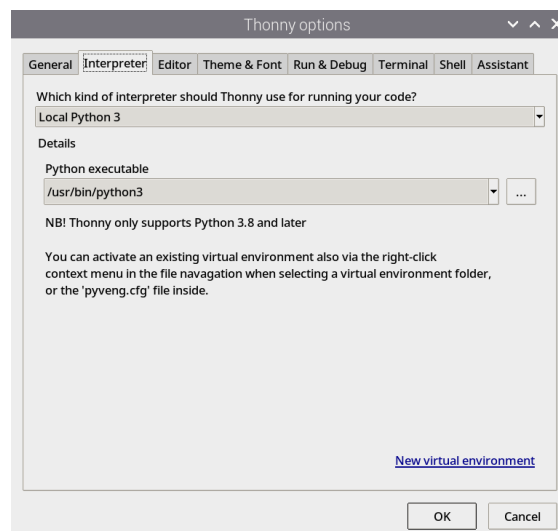 Thonny options
General Interpreter Editor Theme & Font Run & Debug Terminal Shell Assistant
Which kind of interpreter should Thonny use for running your code?
Local Python 3
Details
Python executable
/usr/bin/python3
...
NB! Thonny only supports Python 3.8 and later
You can activate an existing virtual environment also via the right-click
context menu in the file navagation when selecting a virtual environment folder,
or the 'pyveng.cfg' file inside.
New virtual environment
OK Cancel